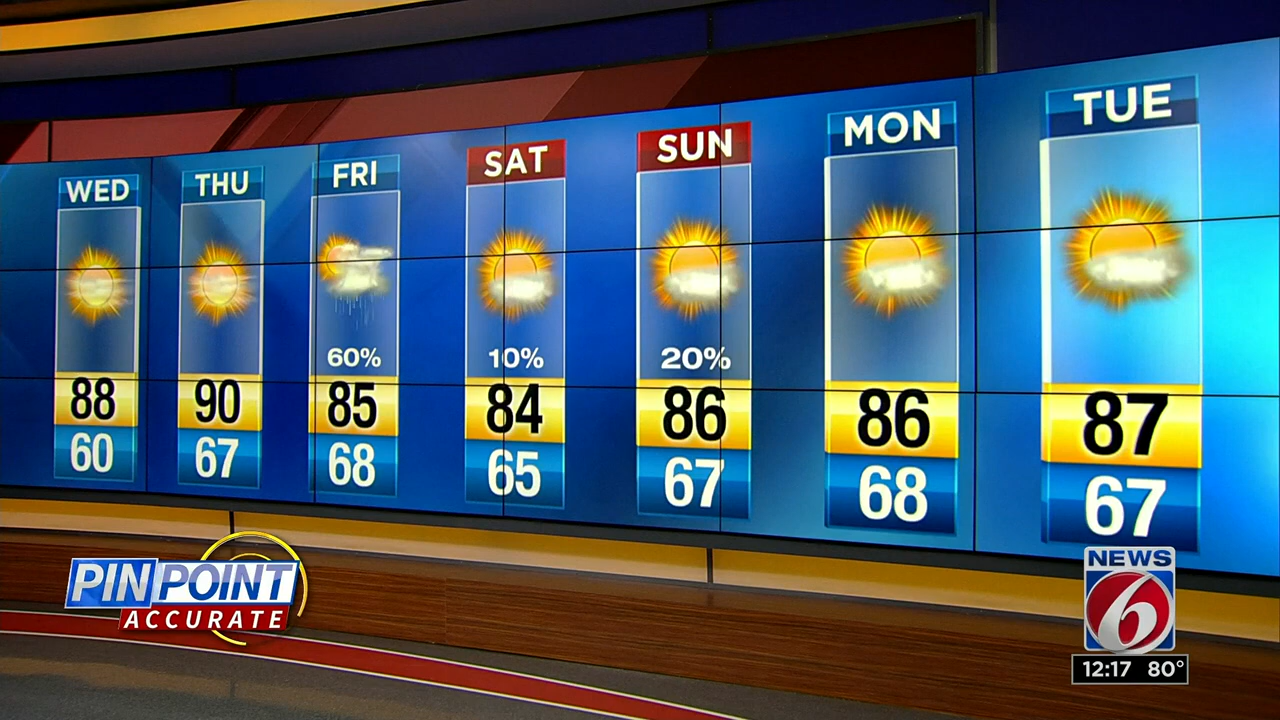 WED
THU
FRI
SAT
SUN
MON
TUE
60%
10%
20%
88
90
85
84
86
86
87
60
67
68
65
67
68
67
PINPOINT
ACCURATE
NEWS
6
12:17 80°